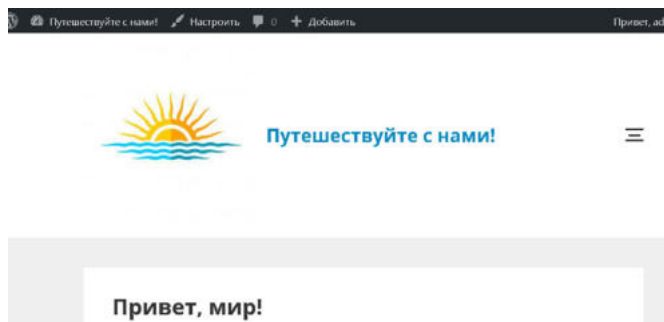 Путешествуйте с нами! Настроить 0 Добавить Привет, ad
Путешествуйте с нами!
Привет, мир!